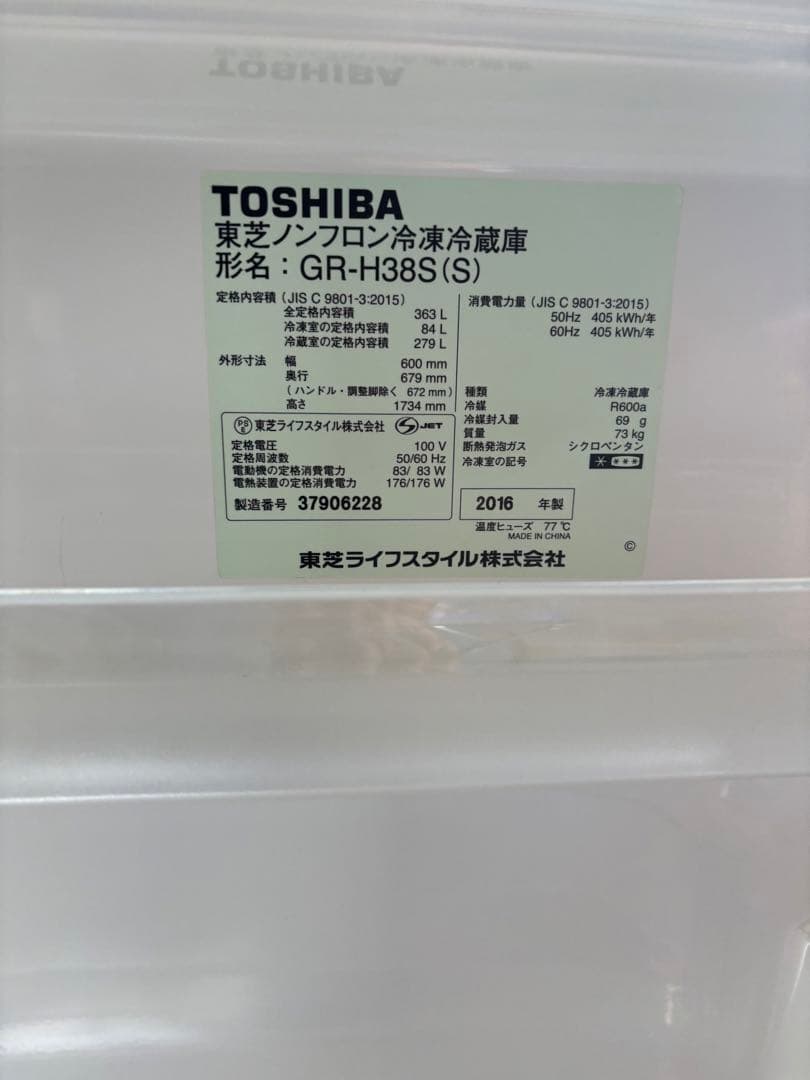 TOSHIBA
東芝ノンフロン冷凍冷蔵庫
形名：GR-H38S(S)
定格内容積（JIS C 9801-3:2015）
全定格内容積 363 L
冷凍室の定格内容積 84 L
冷蔵室の定格内容積 279 L
外形寸法 幅 600 mm
奥行 679 mm
（ハンドル・調整脚除く 672 mm）
高さ 1734 mm
消費電力量（JIS C 9801-3:2015）
50Hz 405 kWh/年
60Hz 405 kWh/年
種類 冷凍冷蔵庫
冷媒 R600a
冷媒封入量 69 g
質量 73 kg
断熱発泡ガス シクロペンタン
冷凍室の記号 * ***
PS E 東芝ライフスタイル株式会社 S JET
定格電圧 100 V
定格周波数 50/60 Hz
電動機の定格消費電力 83/ 83 W
電熱装置の定格消費電力 176/176 W
製造番号 37906228
2016 年製
温度ヒューズ 77℃
MADE IN CHINA
©
東芝ライフスタイル株式会社